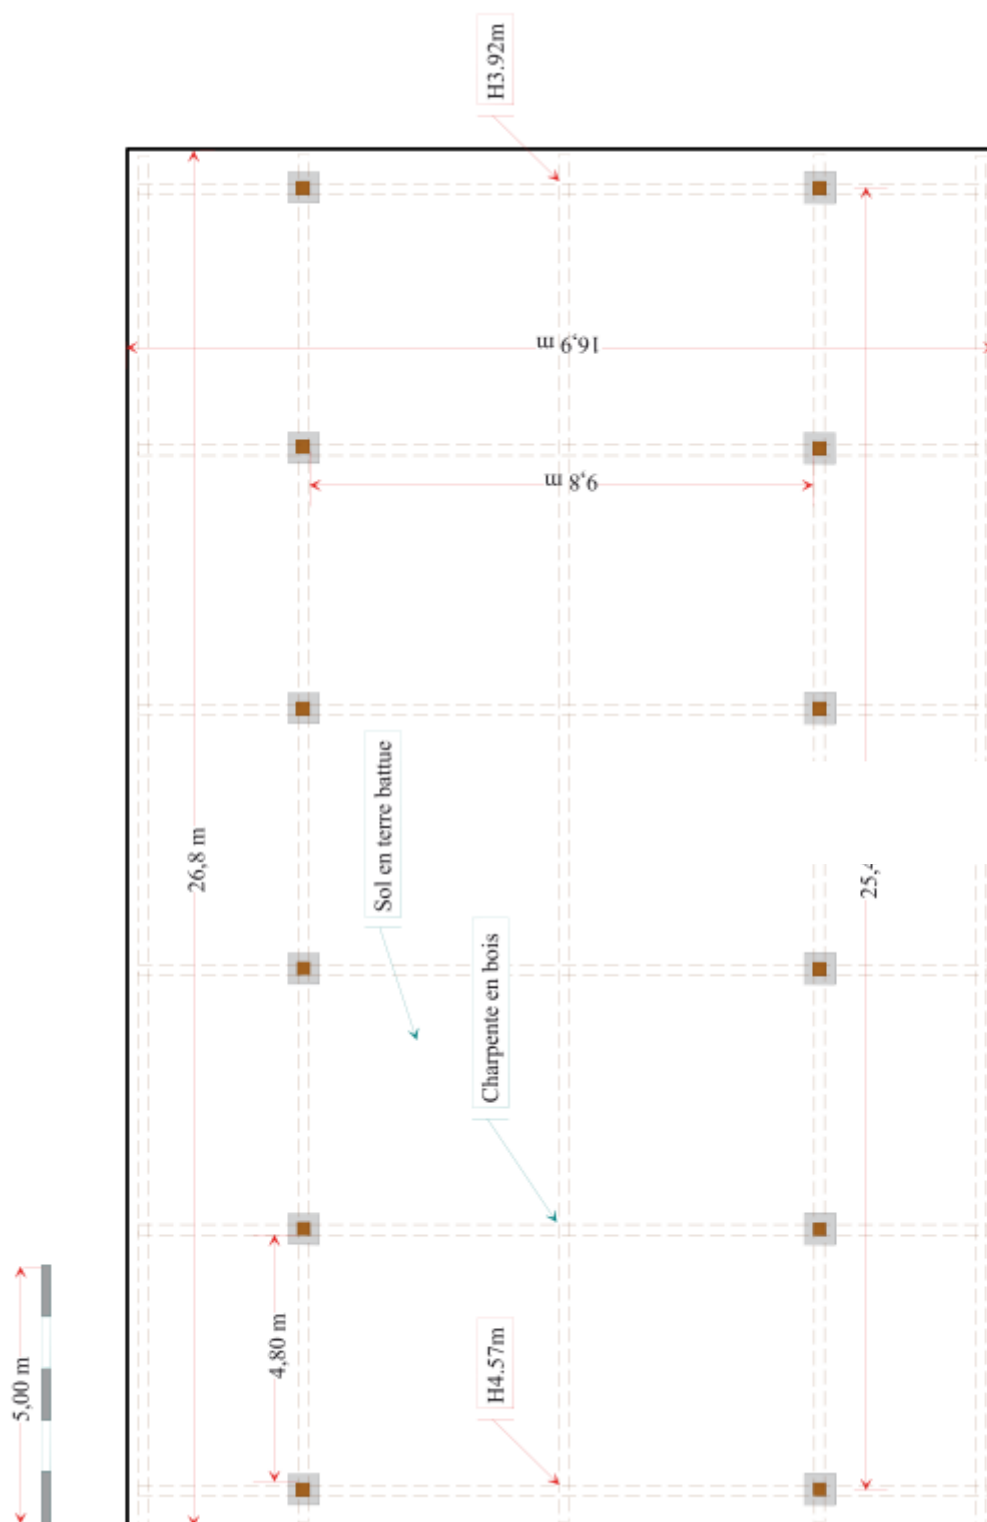 H3.92m
16,9 m
9,8 m
26,8 m
Sol en terre battue
25,
Charpente en bois
4,80 m
H4.57m
5,00 m